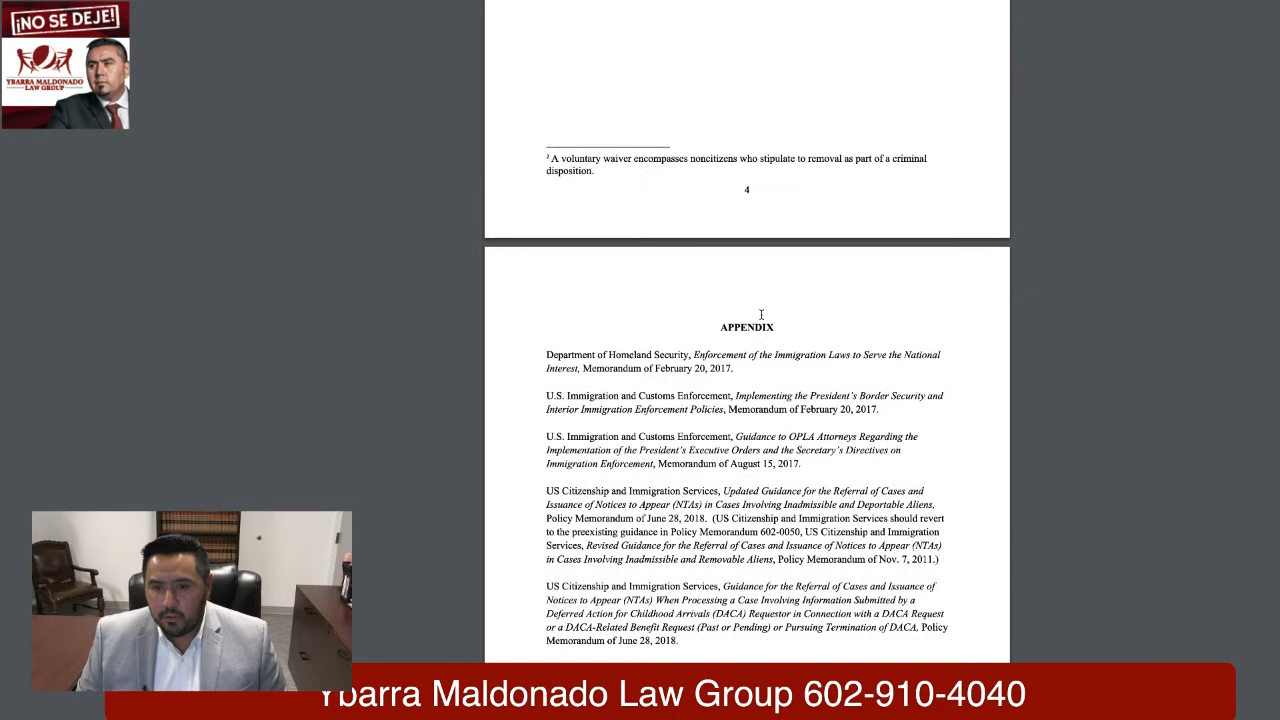 ¡NO SE DEJE!
YBARRA MALDONADO
LAW GROUP
² A voluntary waiver encompasses noncitizens who stipulate to removal as part of a criminal
disposition.
4
APPENDIX
Department of Homeland Security, Enforcement of the Immigration Laws to Serve the National
Interest, Memorandum of February 20, 2017.
U.S. Immigration and Customs Enforcement, Implementing the President's Border Security and
Interior Immigration Enforcement Policies, Memorandum of February 20, 2017.
U.S. Immigration and Customs Enforcement, Guidance to OPLA Attorneys Regarding the
Implementation of the President's Executive Orders and the Secretary's Directives on
Immigration Enforcement, Memorandum of August 15, 2017.
US Citizenship and Immigration Services, Updated Guidance for the Referral of Cases and
Issuance of Notices to Appear (NTAs) in Cases Involving Inadmissible and Deportable Aliens,
Policy Memorandum of June 28, 2018. (US Citizenship and Immigration Services should revert
to the preexisting guidance in Policy Memorandum 602-0050, US Citizenship and Immigration
Services, Revised Guidance for the Referral of Cases and Issuance of Notices to Appear (NTAs)
in Cases Involving Inadmissible and Removable Aliens, Policy Memorandum of Nov. 7, 2011.)
US Citizenship and Immigration Services, Guidance for the Referral of Cases and Issuance of
Notices to Appear (NTAs) When Processing a Case Involving Information Submitted by a
Deferred Action for Childhood Arrivals (DACA) Requestor in Connection with a DACA Request
or a DACA-Related Benefit Request (Past or Pending) or Pursuing Termination of DACA, Policy
Memorandum of June 28, 2018.
Ybarra Maldonado Law Group 602-910-4040